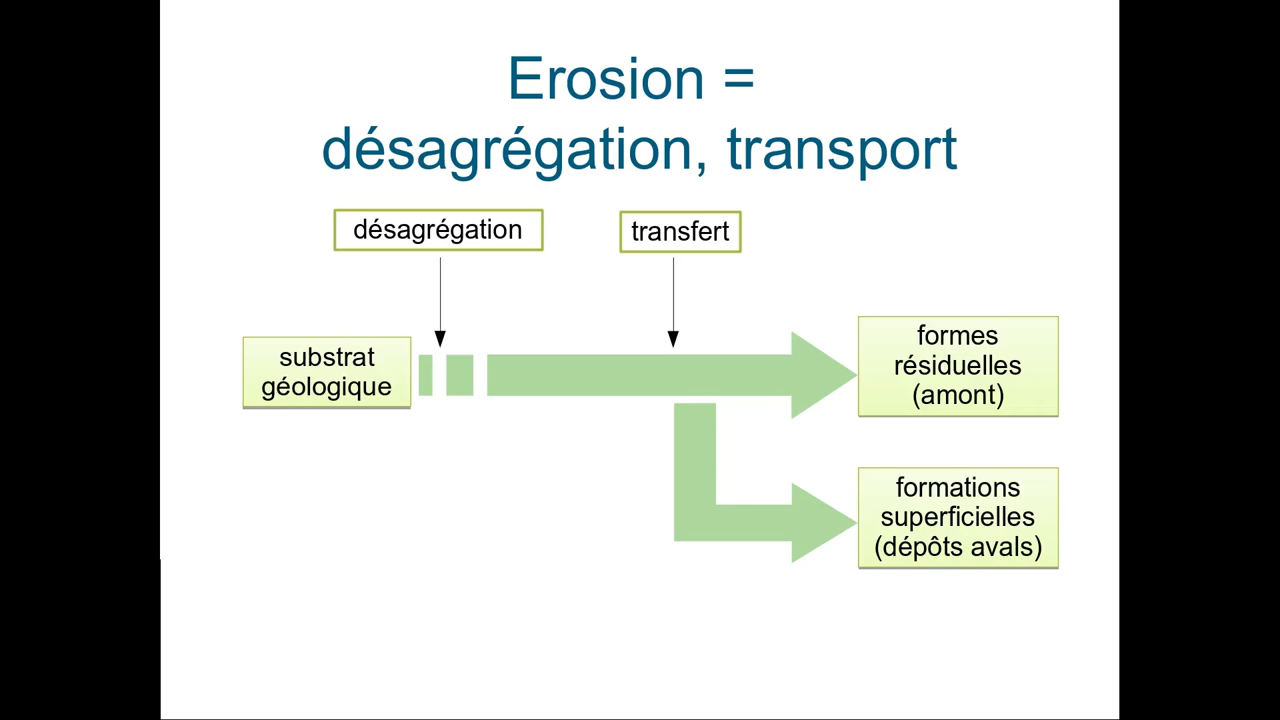 Erosion =
désagrégation, transport
désagrégation
transfert
substrat
géologique
formes
résiduelles
(amont)
formations
superficielles
(dépôts avals)